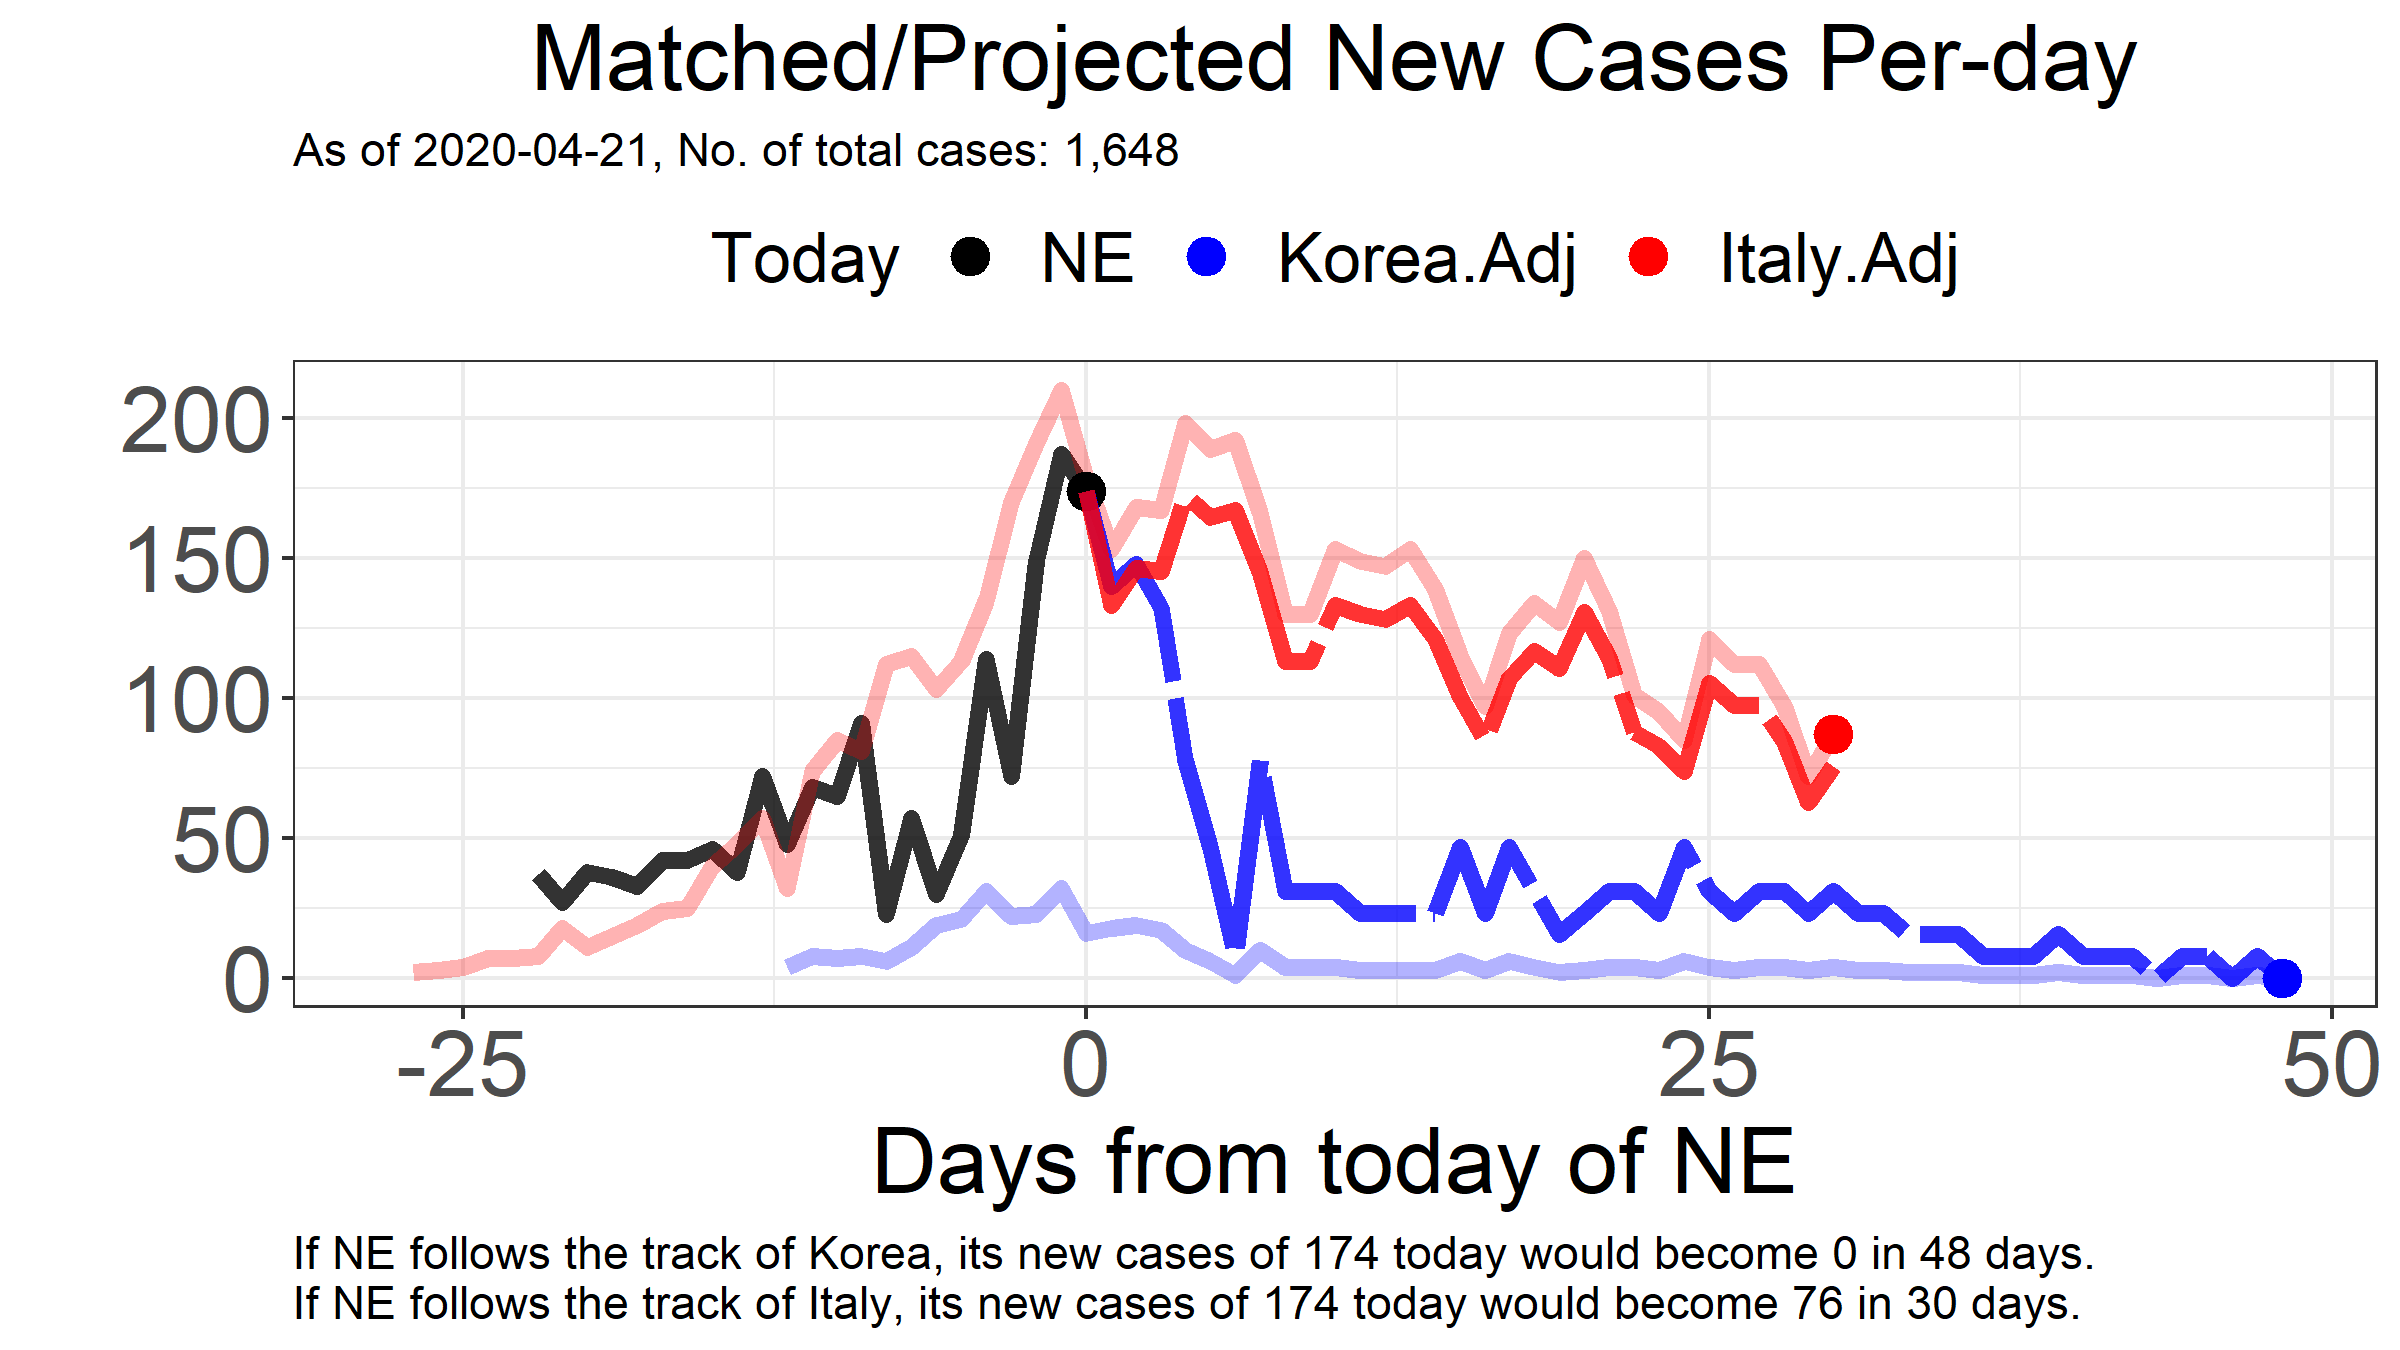 Matched/Projected New Cases Per-day
As of 2020-04-21, No. of total cases: 1,648
Today NE Korea.Adj Italy.Adj
200
150
100
50
0
-25 0 25 50
Days from today of NE
If NE follows the track of Korea, its new cases of 174 today would become 0 in 48 days.
If NE follows the track of Italy, its new cases of 174 today would become 76 in 30 days.